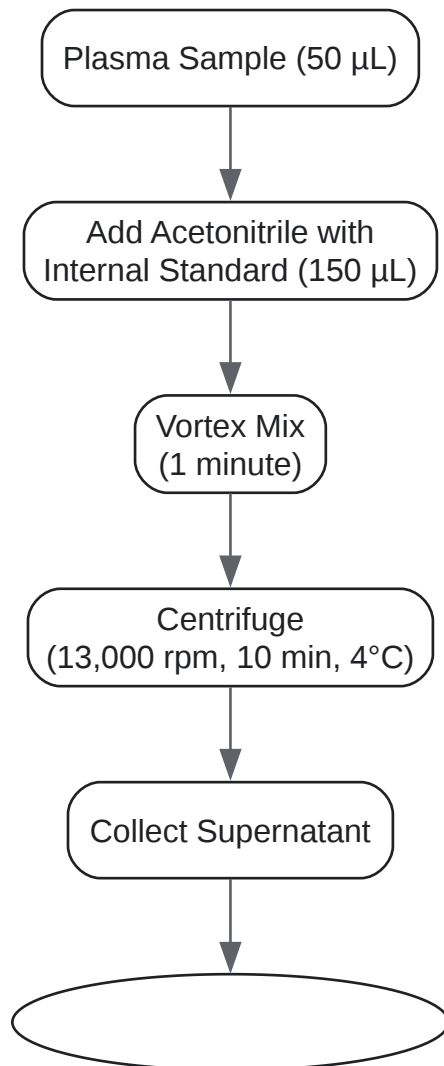 Plasma Sample (50 µL)
Add Acetonitrile with
Internal Standard (150 µL)
Vortex Mix
(1 minute)
Centrifuge
(13,000 rpm, 10 min, 4°C)
Collect Supernatant